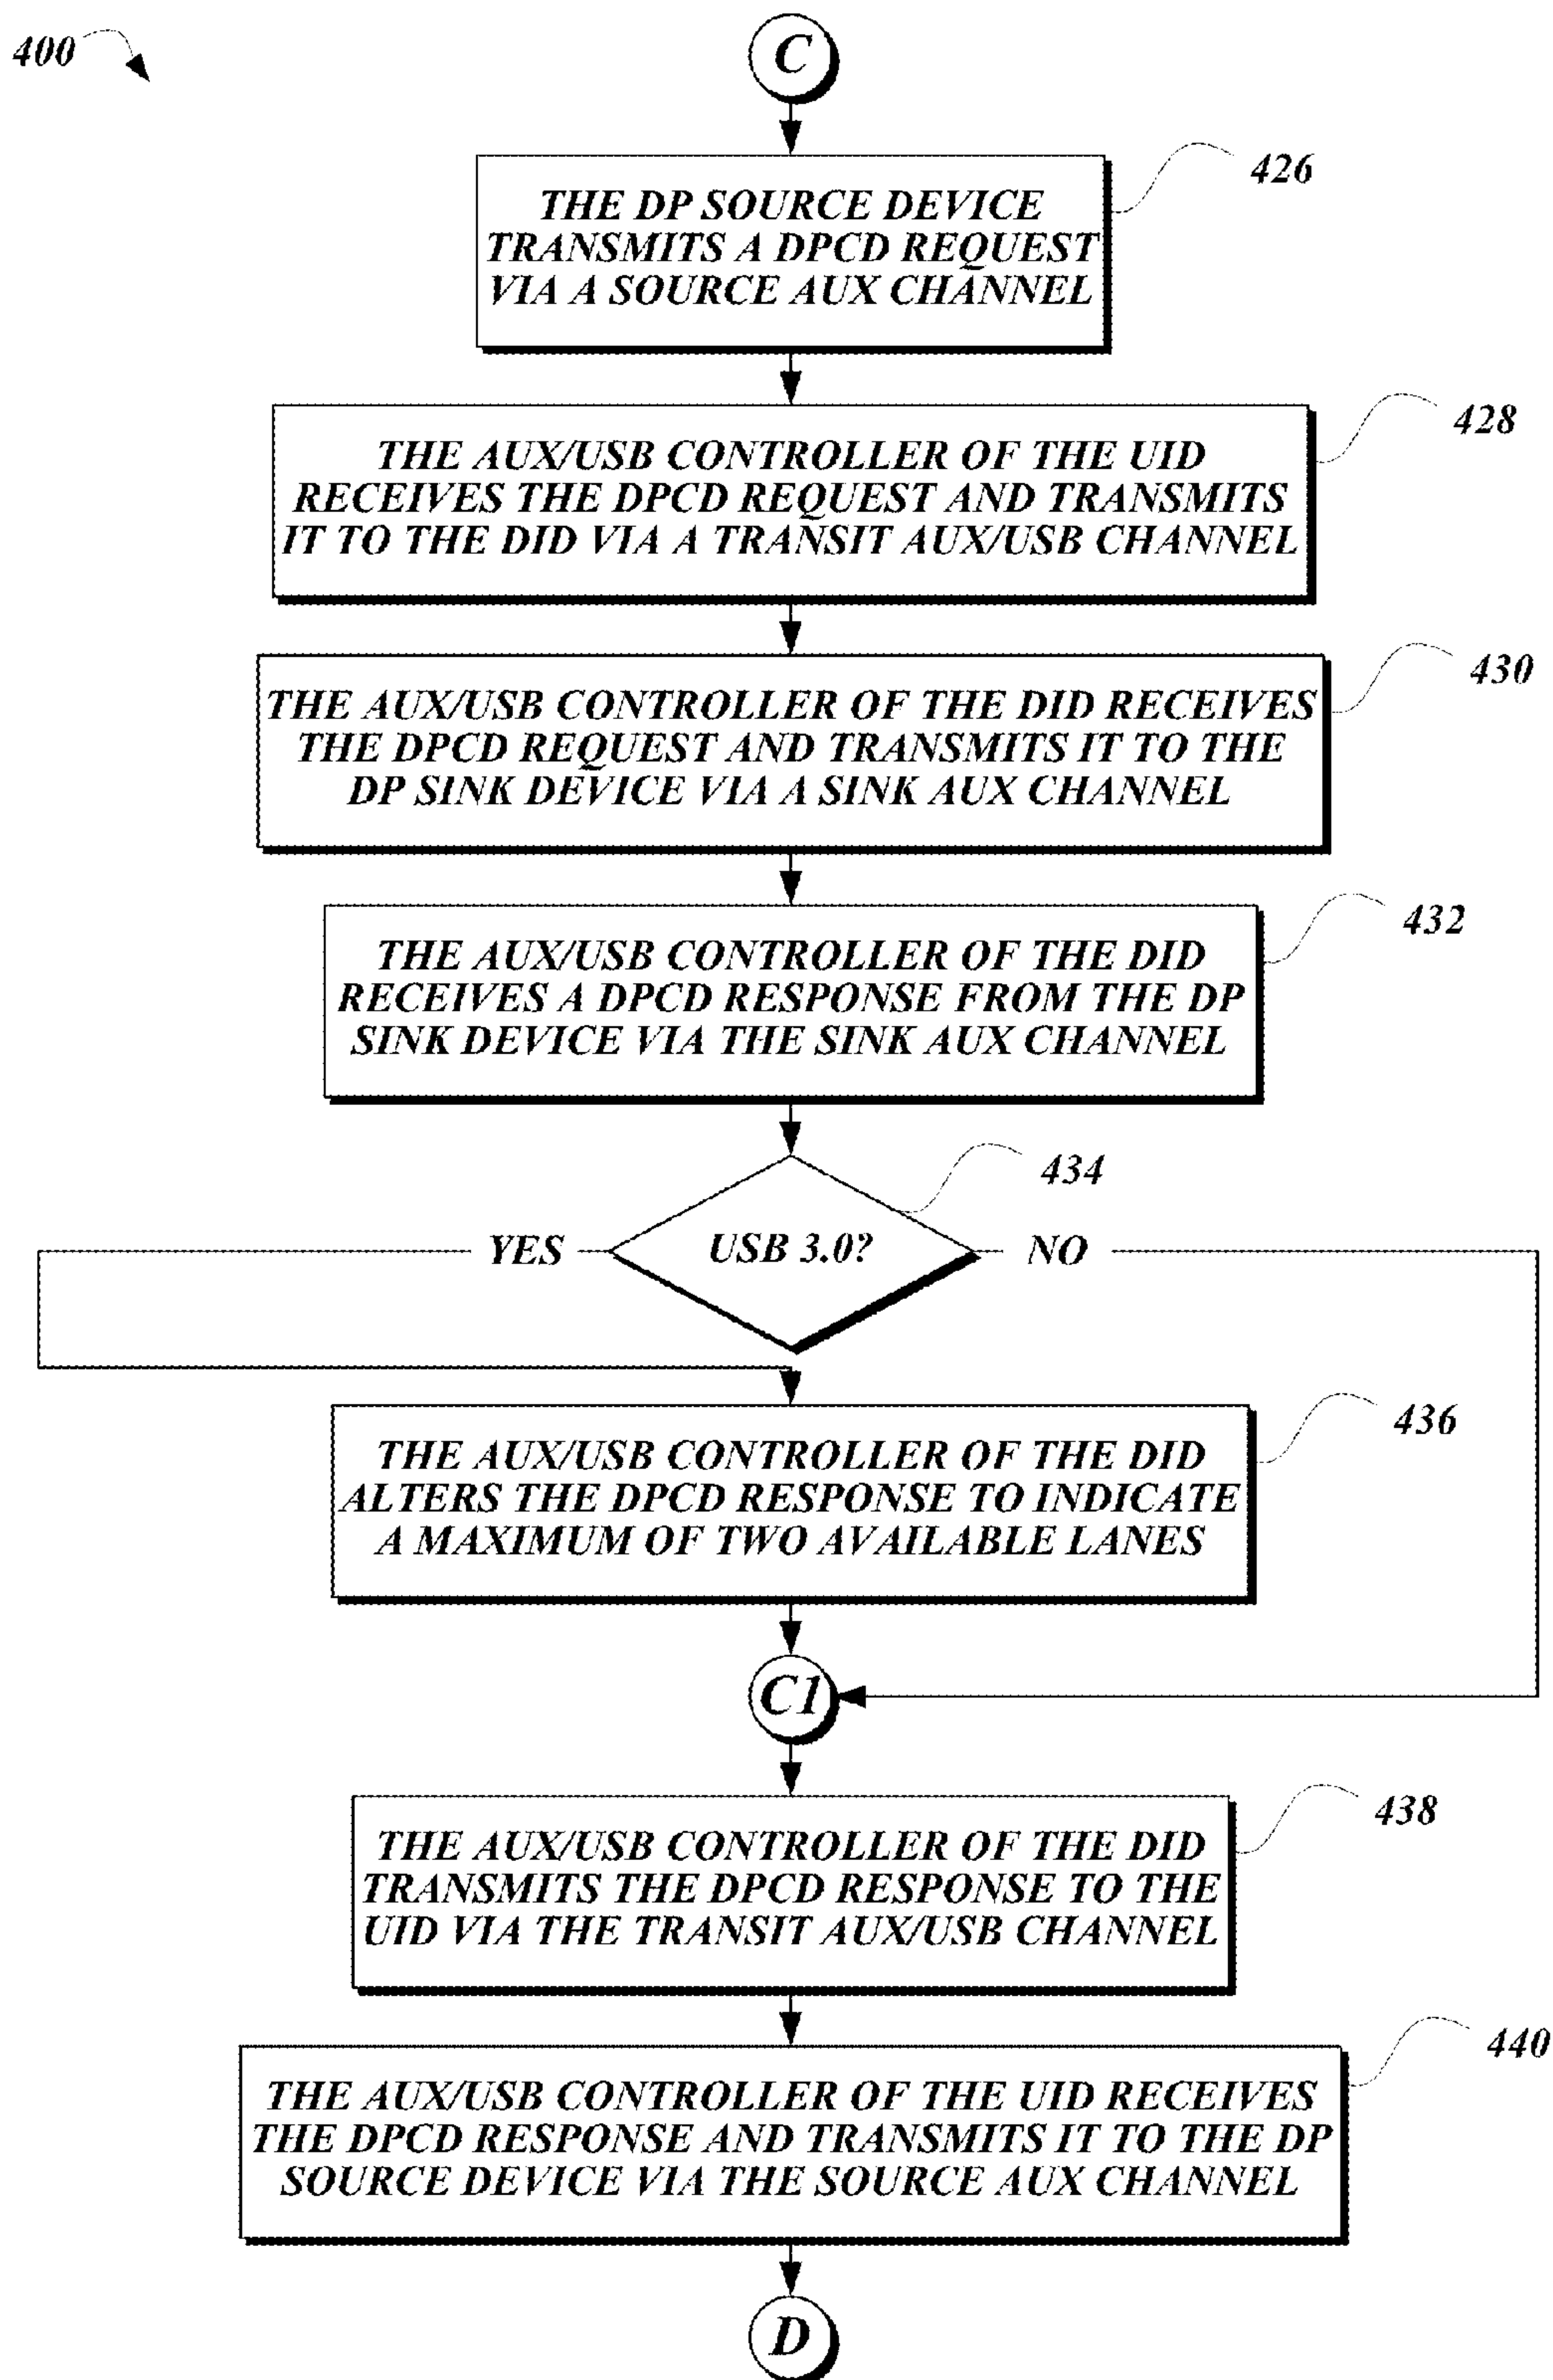 400
C
426
THE DP SOURCE DEVICE
TRANSMITS A DPCD REQUEST
VIA A SOURCE AUX CHANNEL
428
THE AUX/USB CONTROLLER OF THE UID
RECEIVES THE DPCD REQUEST AND TRANSMITS
IT TO THE DID VIA A TRANSIT AUX/USB CHANNEL
430
THE AUX/USB CONTROLLER OF THE DID RECEIVES
THE DPCD REQUEST AND TRANSMITS IT TO THE
DP SINK DEVICE VIA A SINK AUX CHANNEL
432
THE AUX/USB CONTROLLER OF THE DID
RECEIVES A DPCD RESPONSE FROM THE DP
SINK DEVICE VIA THE SINK AUX CHANNEL
434
YES
USB 3.0?
NO
436
THE AUX/USB CONTROLLER OF THE DID
ALTERS THE DPCD RESPONSE TO INDICATE
A MAXIMUM OF TWO AVAILABLE LANES
C1
438
THE AUX/USB CONTROLLER OF THE DID
TRANSMITS THE DPCD RESPONSE TO THE
UID VIA THE TRANSIT AUX/USB CHANNEL
440
THE AUX/USB CONTROLLER OF THE UID RECEIVES
THE DPCD RESPONSE AND TRANSMITS IT TO THE DP
SOURCE DEVICE VIA THE SOURCE AUX CHANNEL
D